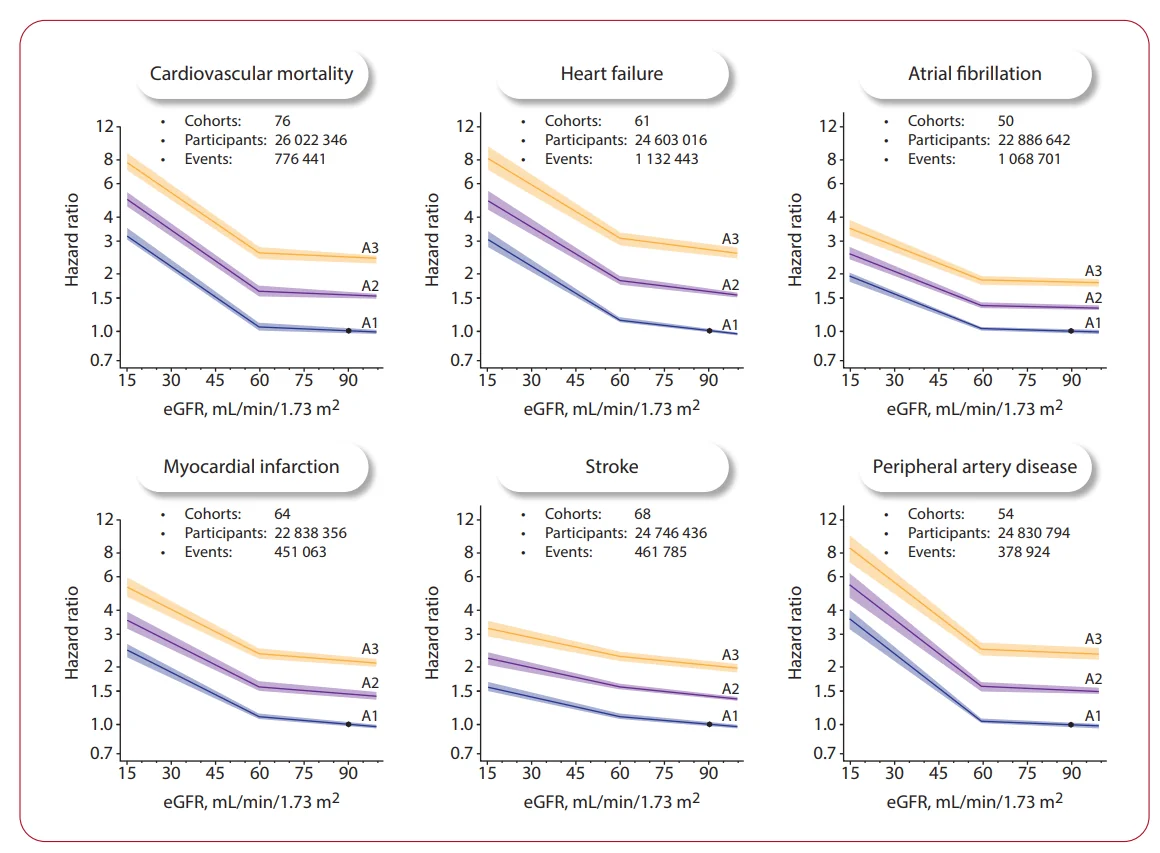 Cardiovascular mortality
• Cohorts: 76
• Participants: 26 022 346
• Events: 776 441
Hazard ratio
12
8
6
4
3
2
1.5
1.0
0.7
A3
A2
A1
15 30 45 60 75 90
eGFR, mL/min/1.73 m²
Heart failure
• Cohorts: 61
• Participants: 24 603 016
• Events: 1 132 443
Hazard ratio
12
8
6
4
3
2
1.5
1.0
0.7
A3
A2
A1
15 30 45 60 75 90
eGFR, mL/min/1.73 m²
Atrial fibrillation
• Cohorts: 50
• Participants: 22 886 642
• Events: 1 068 701
Hazard ratio
12
8
6
4
3
2
1.5
1.0
0.7
A3
A2
A1
15 30 45 60 75 90
eGFR, mL/min/1.73 m²
Myocardial infarction
• Cohorts: 64
• Participants: 22 838 356
• Events: 451 063
Hazard ratio
12
8
6
4
3
2
1.5
1.0
0.7
A3
A2
A1
15 30 45 60 75 90
eGFR, mL/min/1.73 m²
Stroke
• Cohorts: 68
• Participants: 24 746 436
• Events: 461 785
Hazard ratio
12
8
6
4
3
2
1.5
1.0
0.7
A3
A2
A1
15 30 45 60 75 90
eGFR, mL/min/1.73 m²
Peripheral artery disease
• Cohorts: 54
• Participants: 24 830 794
• Events: 378 924
Hazard ratio
12
8
6
4
3
2
1.5
1.0
0.7
A3
A2
A1
15 30 45 60 75 90
eGFR, mL/min/1.73 m²